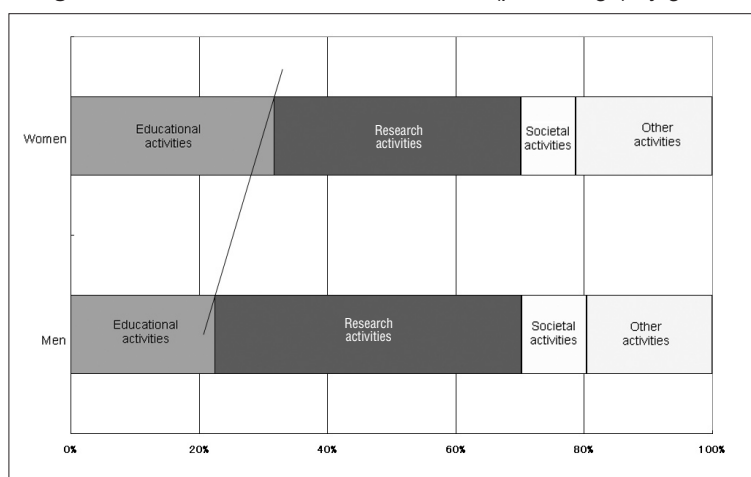 Women
Educational
activities
Research
activities
Societal
activities
Other
activities
Men
Educational
activities
Research
activities
Societal
activities
Other
activities
0% 20% 40% 60% 80% 100%